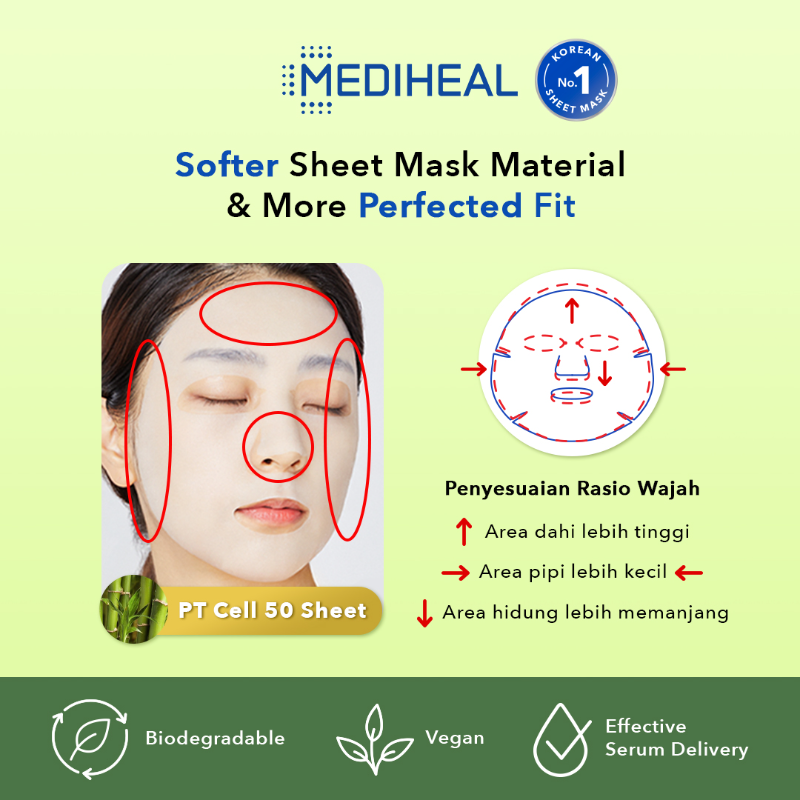 MEDIHEAL
KOREAN
No.1
SHEET MASK
Softer Sheet Mask Material
& More Perfected Fit
PT Cell 50 Sheet
Penyesuaian Rasio Wajah
Area dahi lebih tinggi
Area pipi lebih kecil
Area hidung lebih memanjang
Biodegradable
Vegan
Effective
Serum Delivery